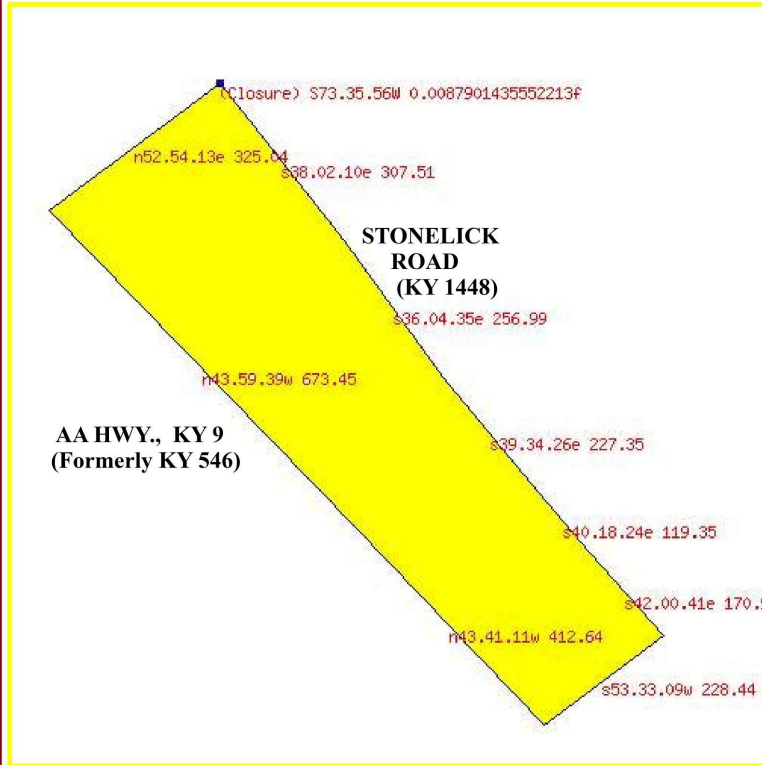 (Closure) S73.35.56W 0.0087901435552213f
n52.54.13e 325.04
s38.02.10e 307.51
STONELICK
ROAD
(KY 1448)
s36.04.35e 256.99
n43.59.39w 673.45
AA HWY., KY 9
(Formerly KY 546)
s39.34.26e 227.35
s40.18.24e 119.35
s42.00.41e 170.
n43.41.11w 412.64
s53.33.09w 228.44